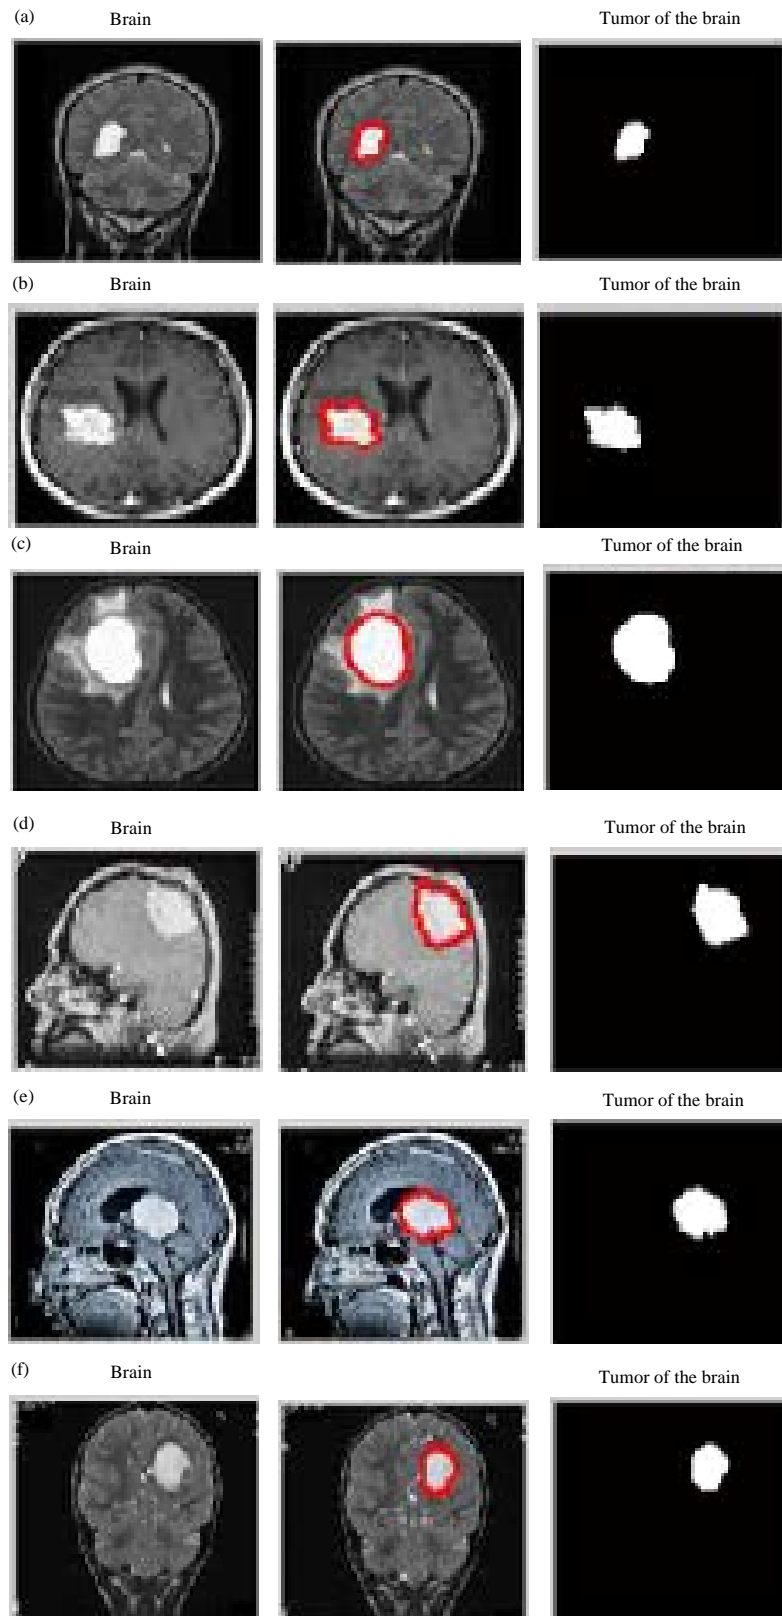 (a) Brain Tumor of the brain
(b) Brain Tumor of the brain
(c) Brain Tumor of the brain
(d) Brain Tumor of the brain
(e) Brain Tumor of the brain
(f) Brain Tumor of the brain